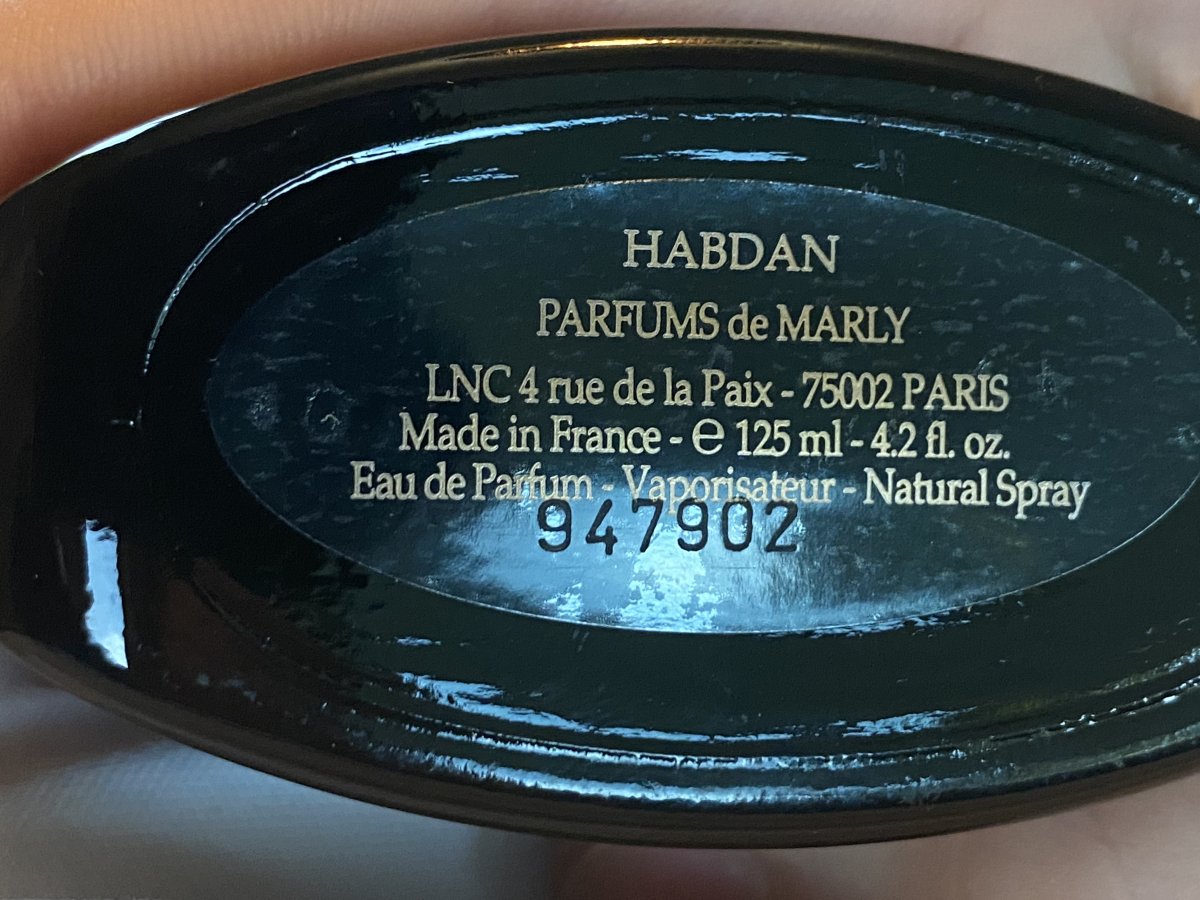 HABDAN
PARFUMS de MARLY
LNC 4 rue de la Paix - 75002 PARIS
Made in France - ℮ 125 ml - 4.2 fl. oz.
Eau de Parfum - Vaporisateur - Natural Spray
947902